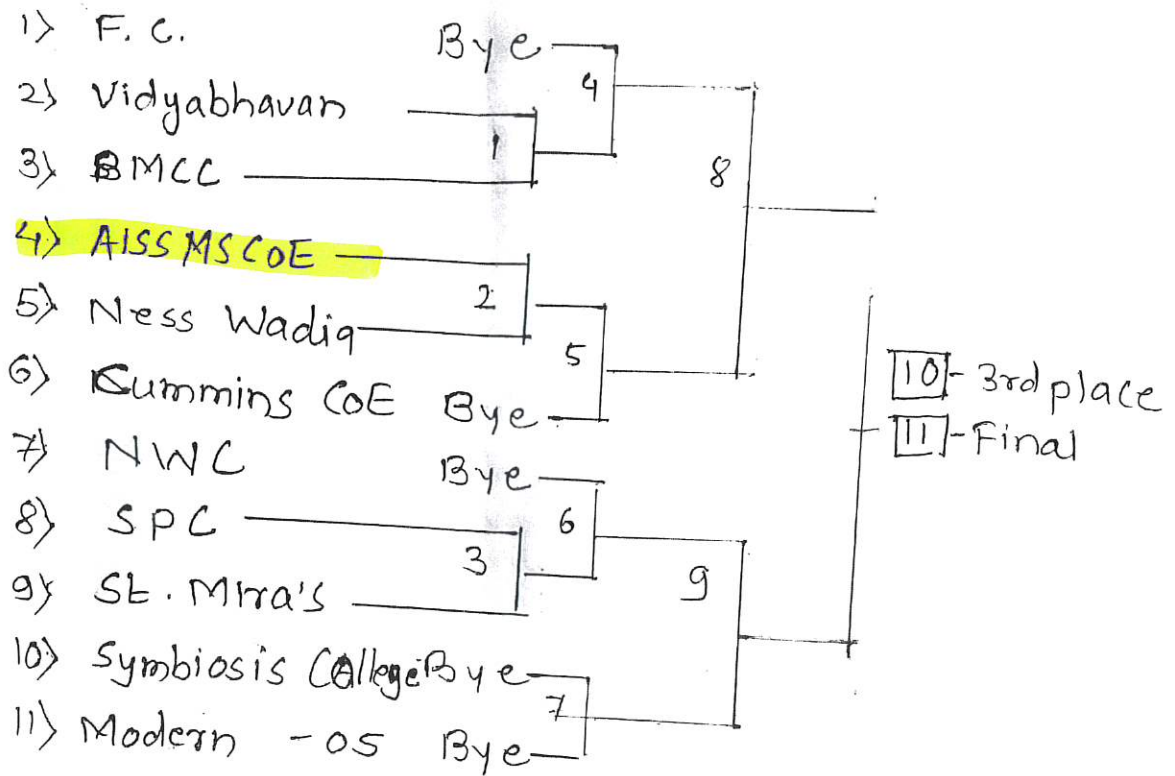 1) F. C. Bye
4
2) Vidyabhavan
1
3) BMCC
8
4) AISSMSCOE
2
5) Ness Wadia
5
6) Cummins CoE Bye
10 - 3rd place
11 - Final
7) NWC Bye
8) SPC
6
3
9
9) St. Mira's
10) Symbiosis College Bye
7
11) Modern - 05 Bye